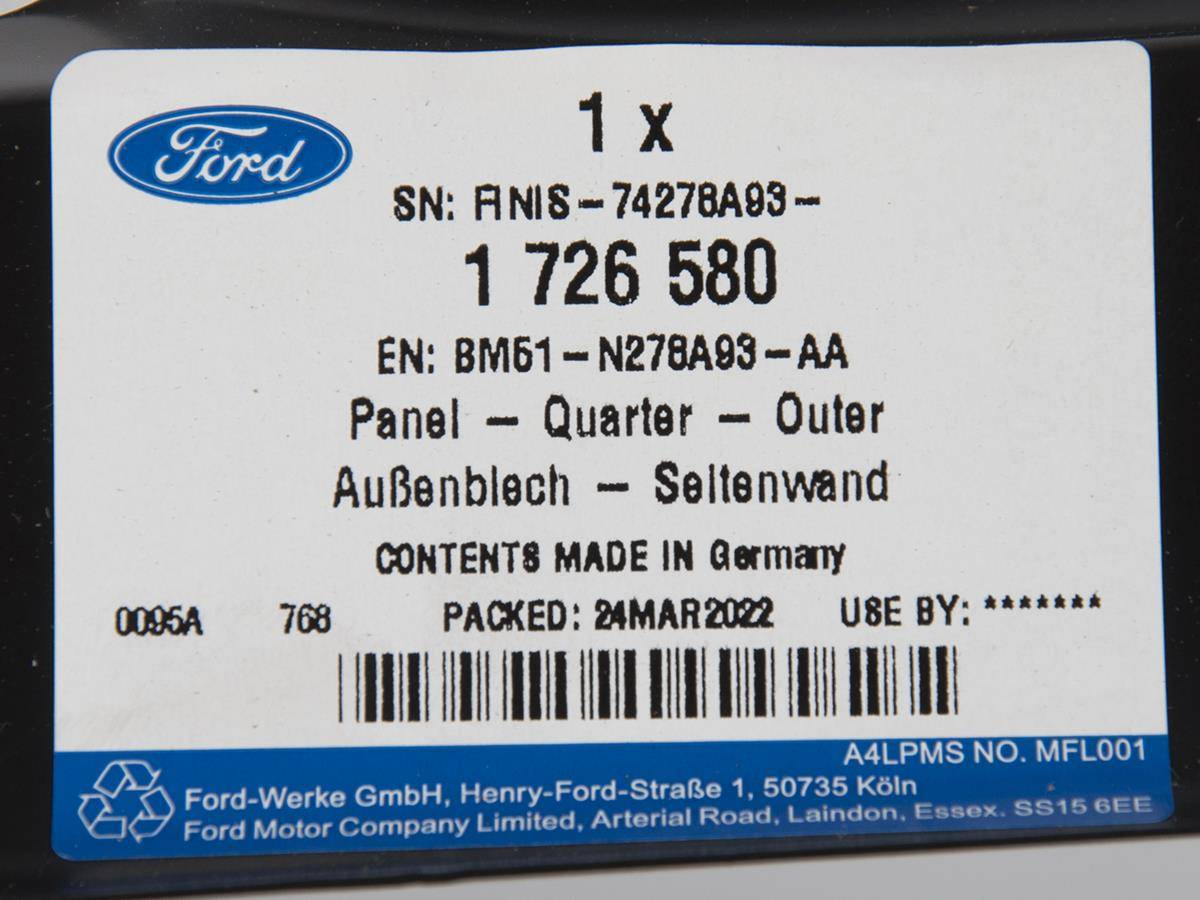 Ford
1 x
SN: FINIS-74278A93-
1 726 580
EN: BM51-N278A93-AA
Panel - Quarter - Outer
Außenblech - Seitenwand
CONTENTS MADE IN Germany
0095A 768 PACKED: 24MAR2022 USE BY: *******
A4LPMS NO. MFL001
Ford-Werke GmbH, Henry-Ford-Straße 1, 50735 Köln
Ford Motor Company Limited, Arterial Road, Laindon, Essex. SS15 6EE